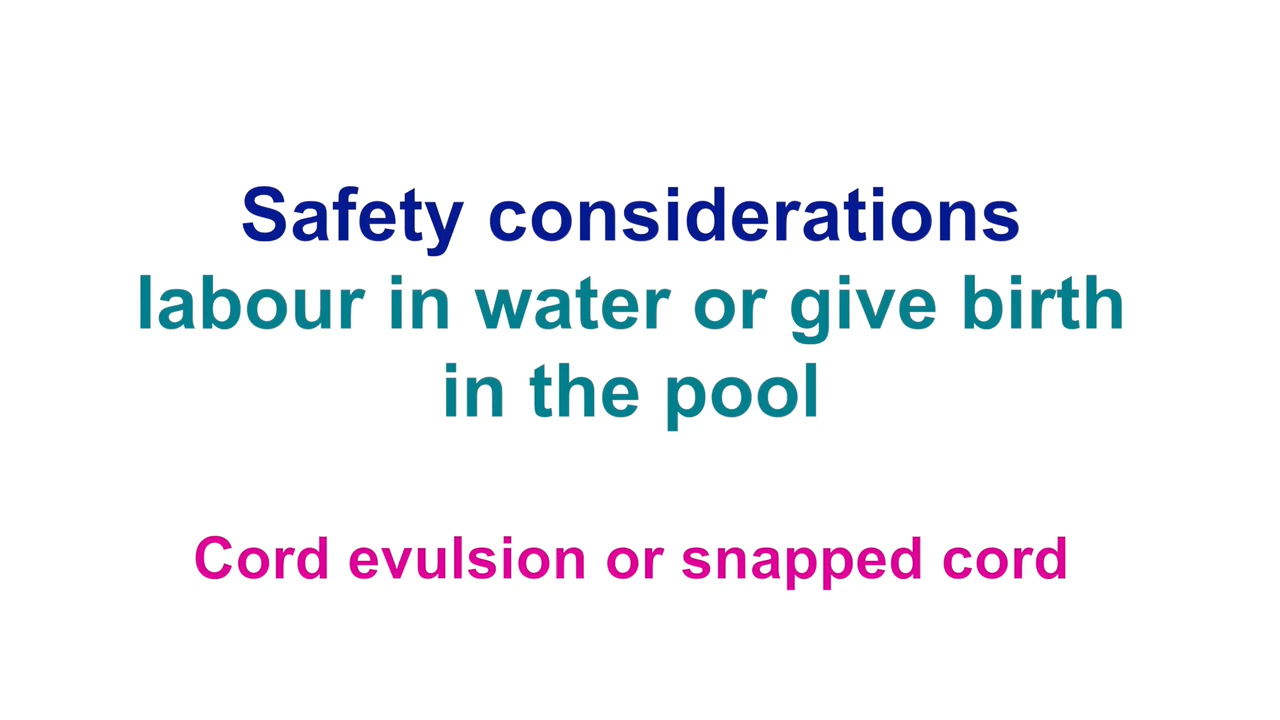 Safety considerations
labour in water or give birth
in the pool
Cord evulsion or snapped cord